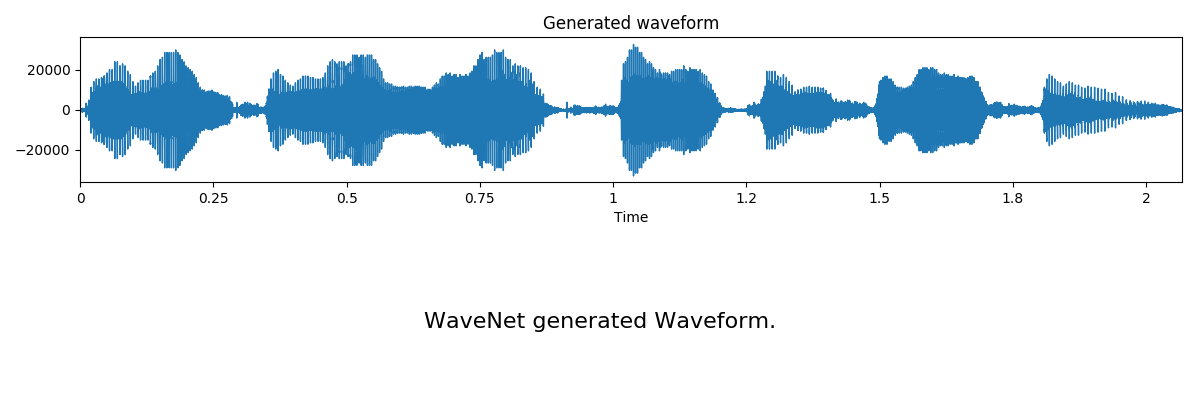 Generated waveform
20000
0
−20000
0 0.25 0.5 0.75 1 1.2 1.5 1.8 2
Time
WaveNet generated Waveform.